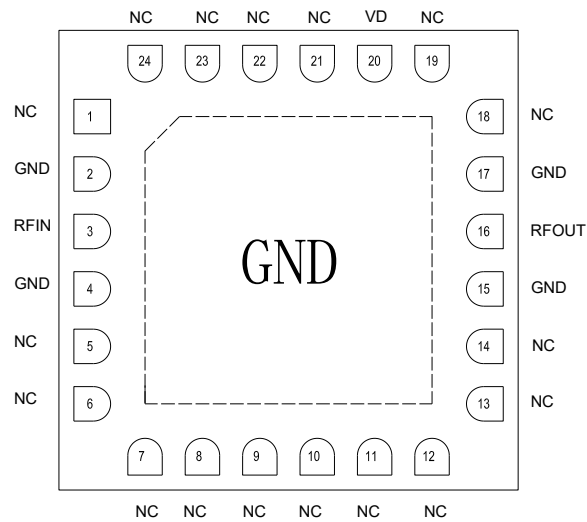 NC NC NC NC VD NC
24 23 22 21 20 19
NC 1 18 NC
GND 2 17 GND
RFIN 3 16 RFOUT
GND
GND 4 15 GND
NC 5 14 NC
NC 6 13 NC
7 8 9 10 11 12
NC NC NC NC NC NC